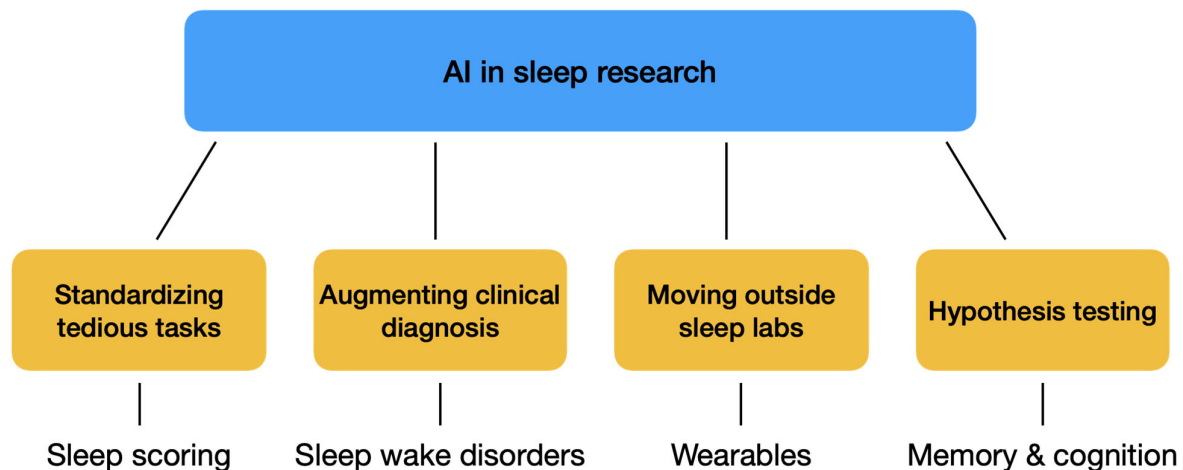 AI in sleep research
Standardizing
tedious tasks
Augmenting clinical
diagnosis
Moving outside
sleep labs
Hypothesis testing
Sleep scoring
Sleep wake disorders
Wearables
Memory & cognition